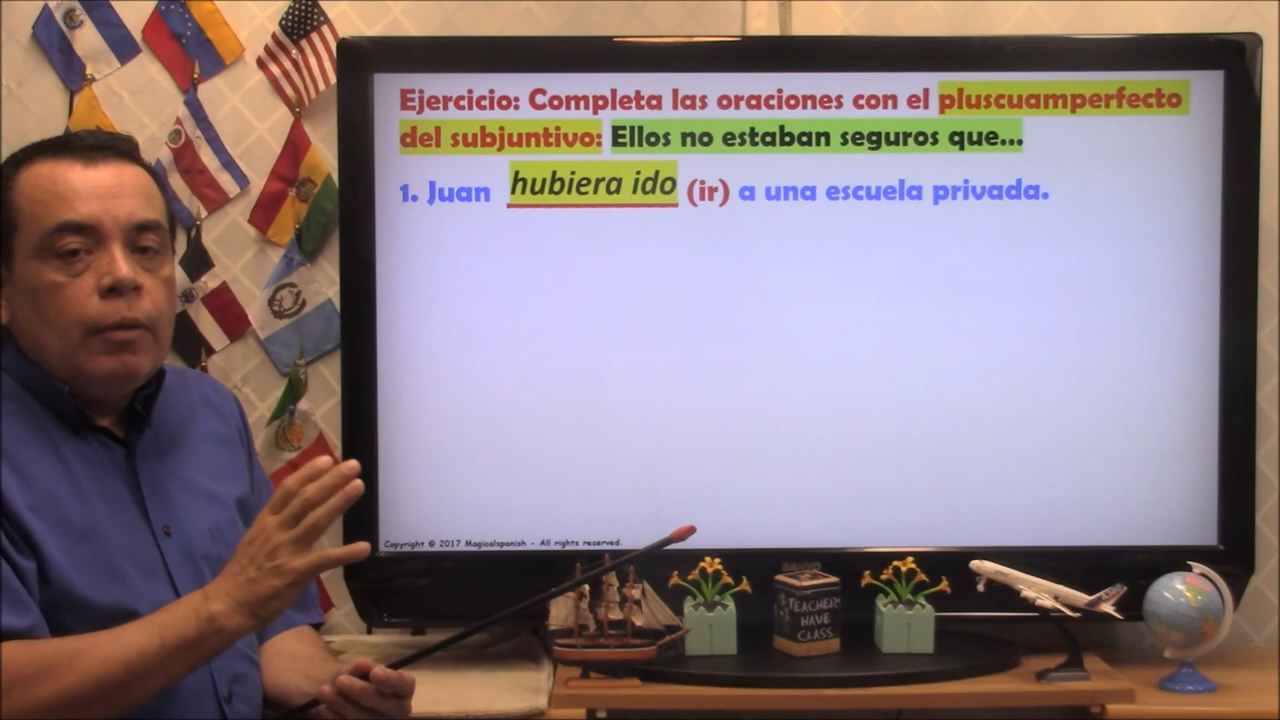 Ejercicio: Completa las oraciones con el pluscuamperfecto
del subjuntivo: Ellos no estaban seguros que...
1. Juan hubiera ido (ir) a una escuela privada.
Copyright © 2017 Magicalspanish - All rights reserved.
SANYO
TEACHERS
HAVE
CLASS